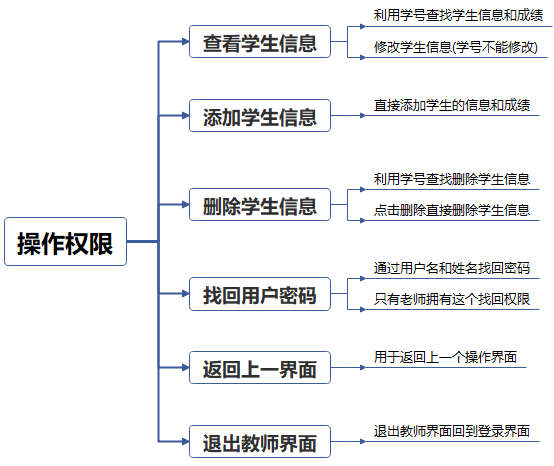 操作权限
查看学生信息
利用学号查找学生信息和成绩
修改学生信息(学号不能修改)
添加学生信息
直接添加学生的信息和成绩
删除学生信息
利用学号查找删除学生信息
点击删除直接删除学生信息
找回用户密码
通过用户名和姓名找回密码
只有老师拥有这个找回权限
返回上一界面
用于返回上一个操作界面
退出教师界面
退出教师界面回到登录界面